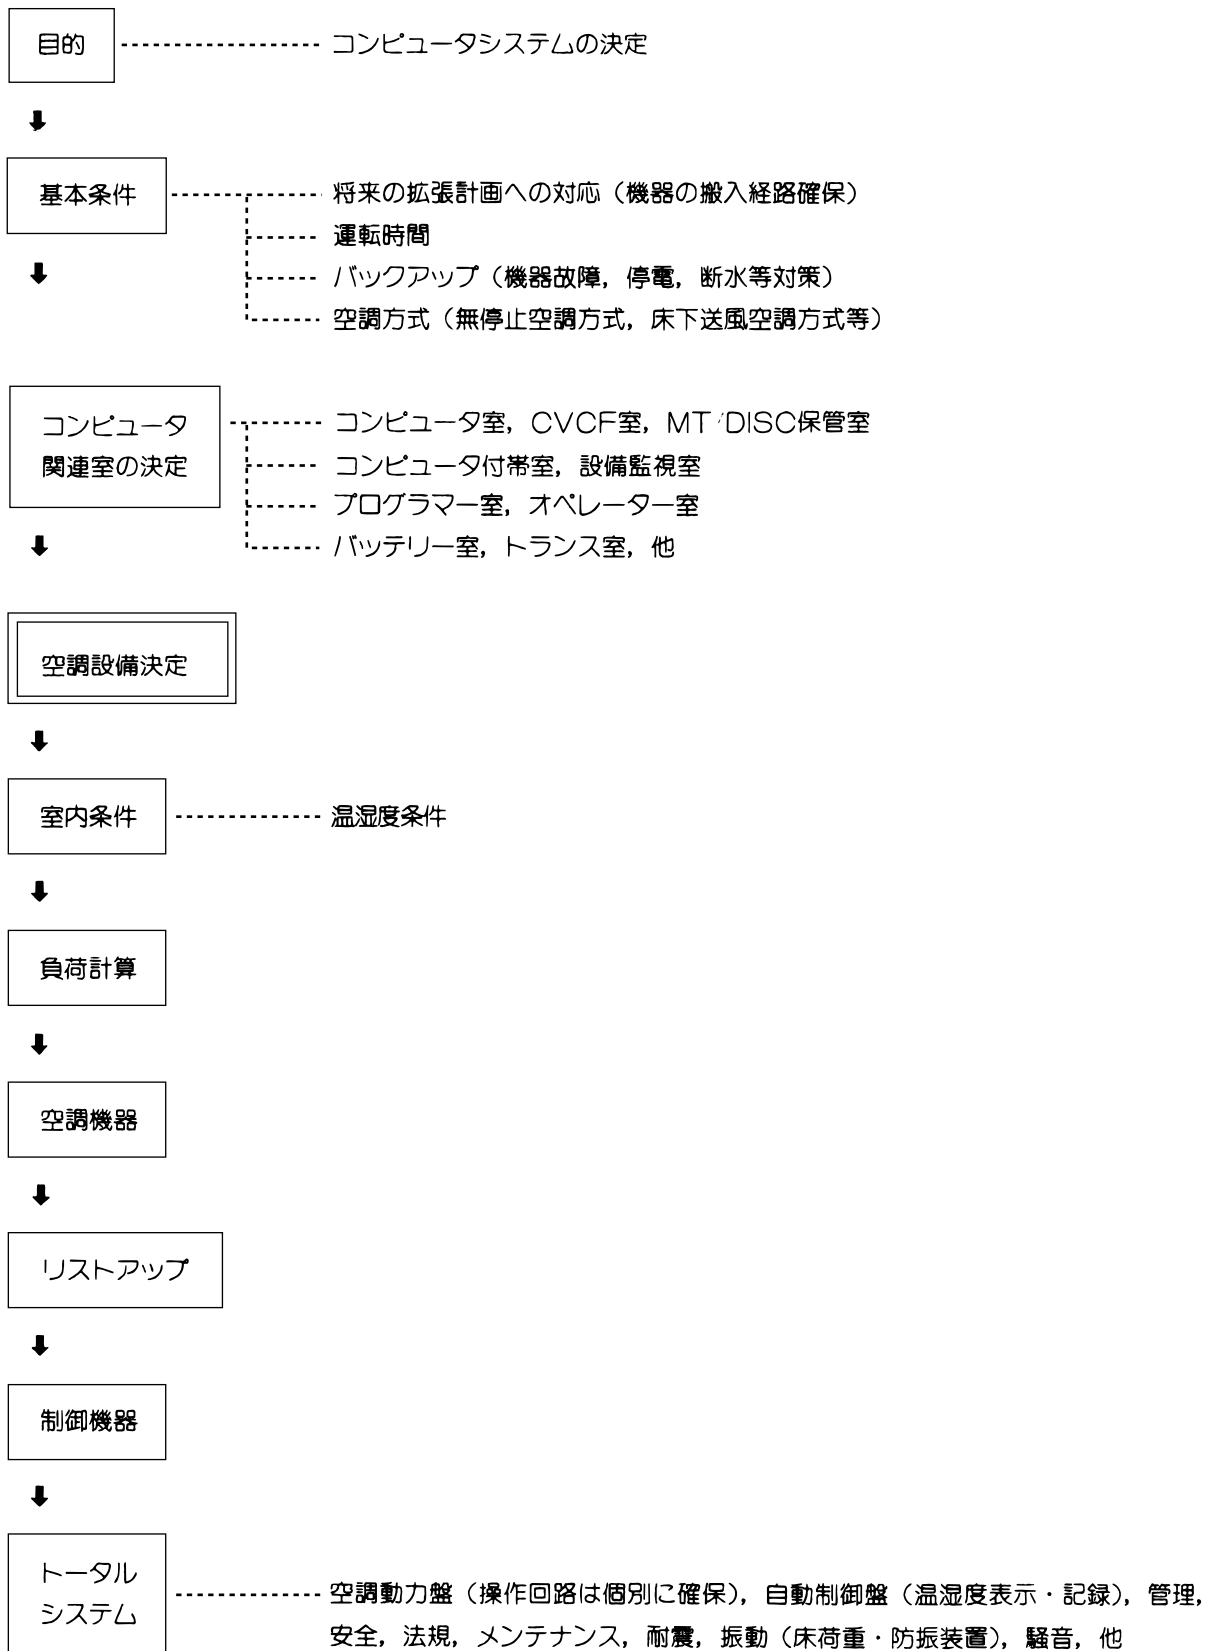 目的
コンピュータシステムの決定
基本条件
将来の拡張計画への対応（機器の搬入経路確保）
運転時間
バックアップ（機器故障，停電，断水等対策）
空調方式（無停止空調方式，床下送風空調方式等）
コンピュータ
関連室の決定
コンピュータ室，CVCF室，MT/DISC保管室
コンピュータ付帯室，設備監視室
プログラマー室，オペレーター室
バッテリー室，トランス室，他
空調設備決定
室内条件
温湿度条件
負荷計算
空調機器
リストアップ
制御機器
トータル
システム
空調動力盤（操作回路は個別に確保），自動制御盤（温湿度表示・記録），管理，
安全，法規，メンテナンス，耐震，振動（床荷重・防振装置），騒音，他